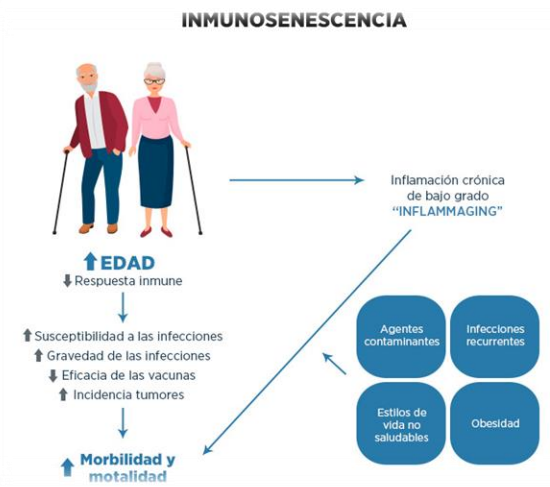 INMUNOSENESCENCIA
Inflamación crónica
de bajo grado
“INFLAMMAGING”
EDAD
Respuesta inmune
Susceptibilidad a las infecciones
Gravedad de las infecciones
Eficacia de las vacunas
Incidencia tumores
Morbilidad y
motalidad
Agentes
contaminantes
Infecciones
recurrentes
Estilos de
vida no
saludables
Obesidad